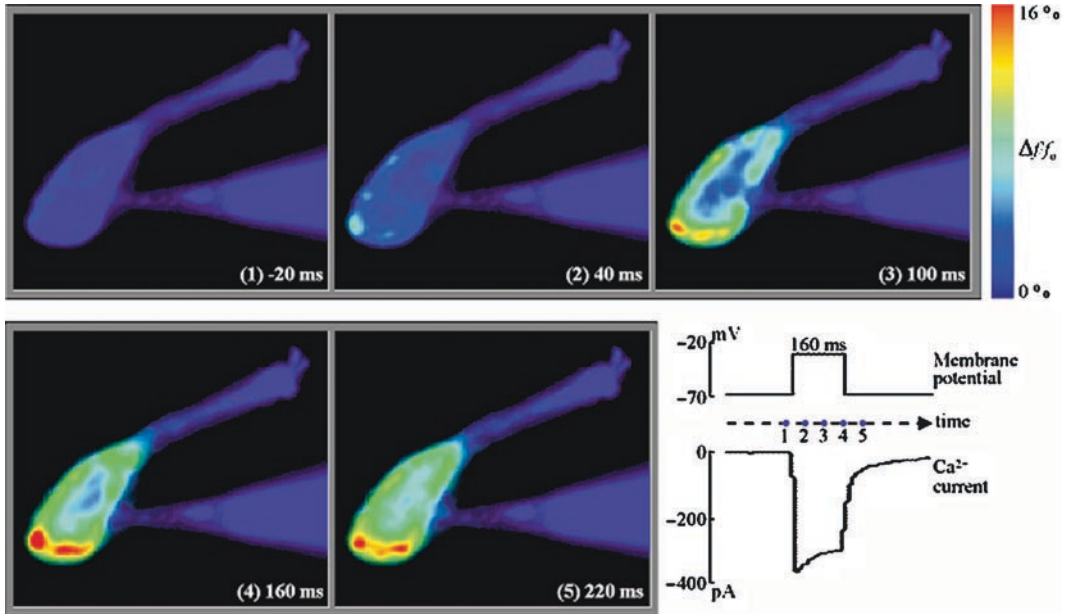 16 %
Δf/fo
0 %
(1) -20 ms
(2) 40 ms
(3) 100 ms
(4) 160 ms
(5) 220 ms
mV
-20
160 ms
Membrane
potential
-70
time
1 2 3 4 5
0
Ca2-
current
-200
-400
pA